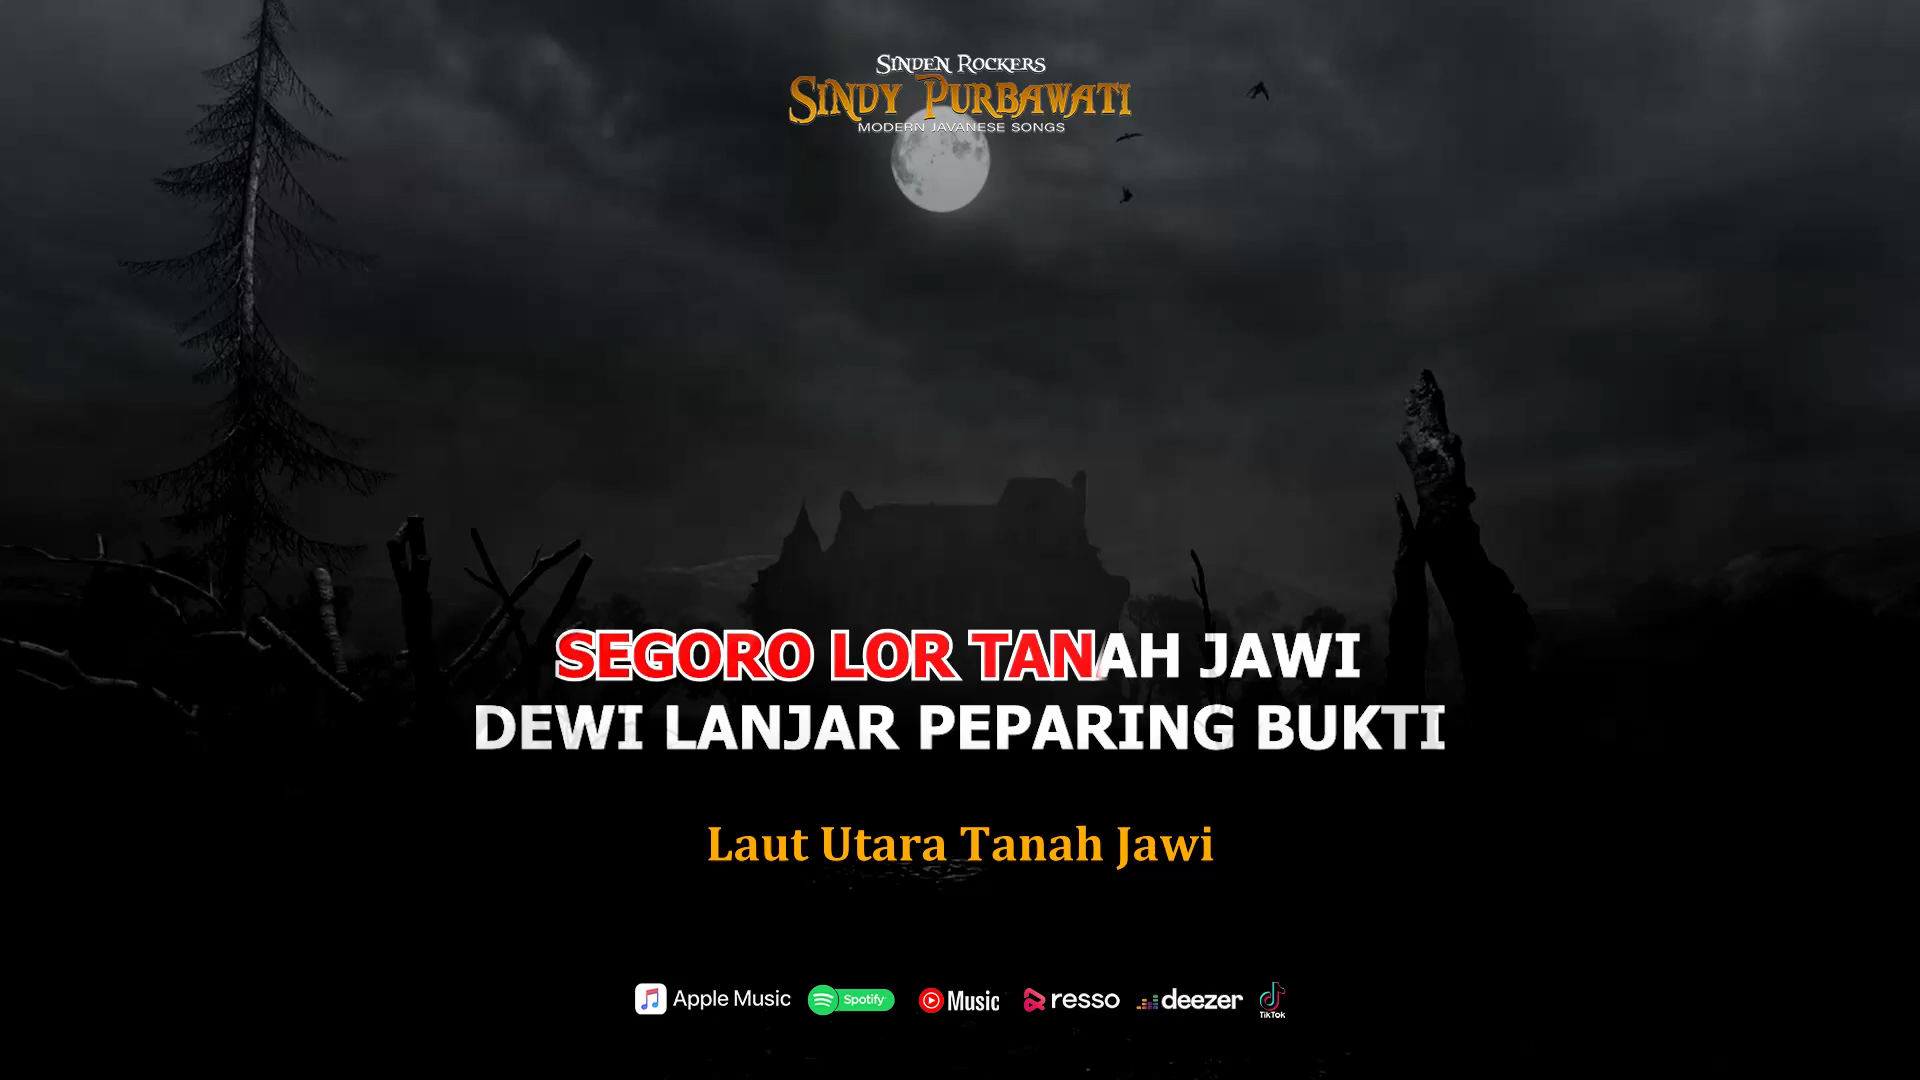 SINDEN ROCKERS
SINDY PURBAWATI
MODERN JAVANESE SONGS
SEGORO LOR TANAH JAWI
DEWI LANJAR PEPARING BUKTI
Laut Utara Tanah Jawi
Apple Music Spotify Music resso deezer TikTok